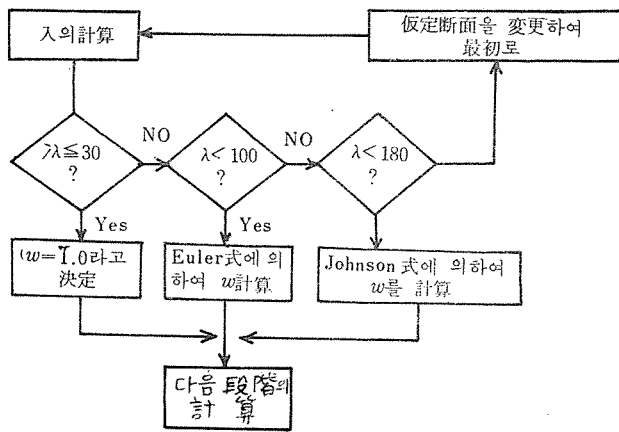 入의計算
仮定断面을 変更하여
最初로
NO
NO
λ≦30
?
λ<100
?
λ<180
?
Yes
Yes
(w=1.0라고
決定
Euler式에 의
하여 w計算
Johnson式에 의하여
w를 計算
다음 段階의
計 算